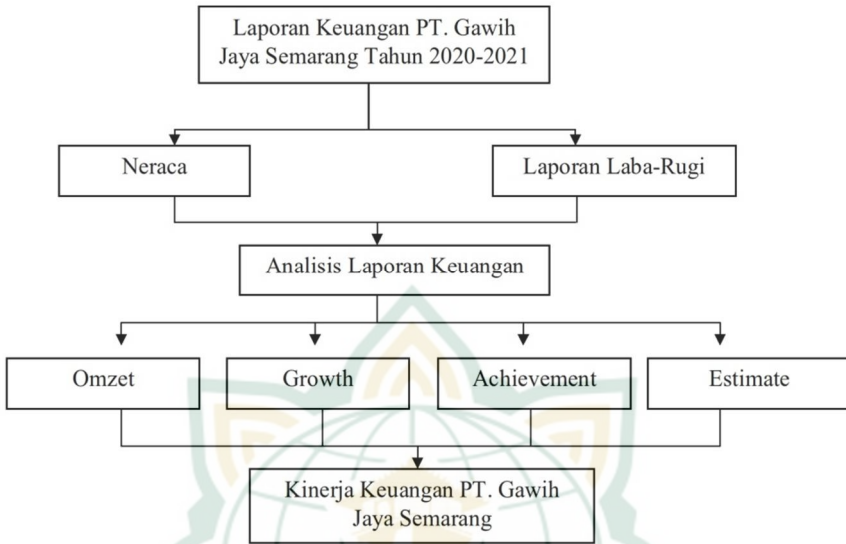 Laporan Keuangan PT. Gawih
Jaya Semarang Tahun 2020-2021
Neraca
Laporan Laba-Rugi
Analisis Laporan Keuangan
Omzet
Growth
Achievement
Estimate
Kinerja Keuangan PT. Gawih
Jaya Semarang